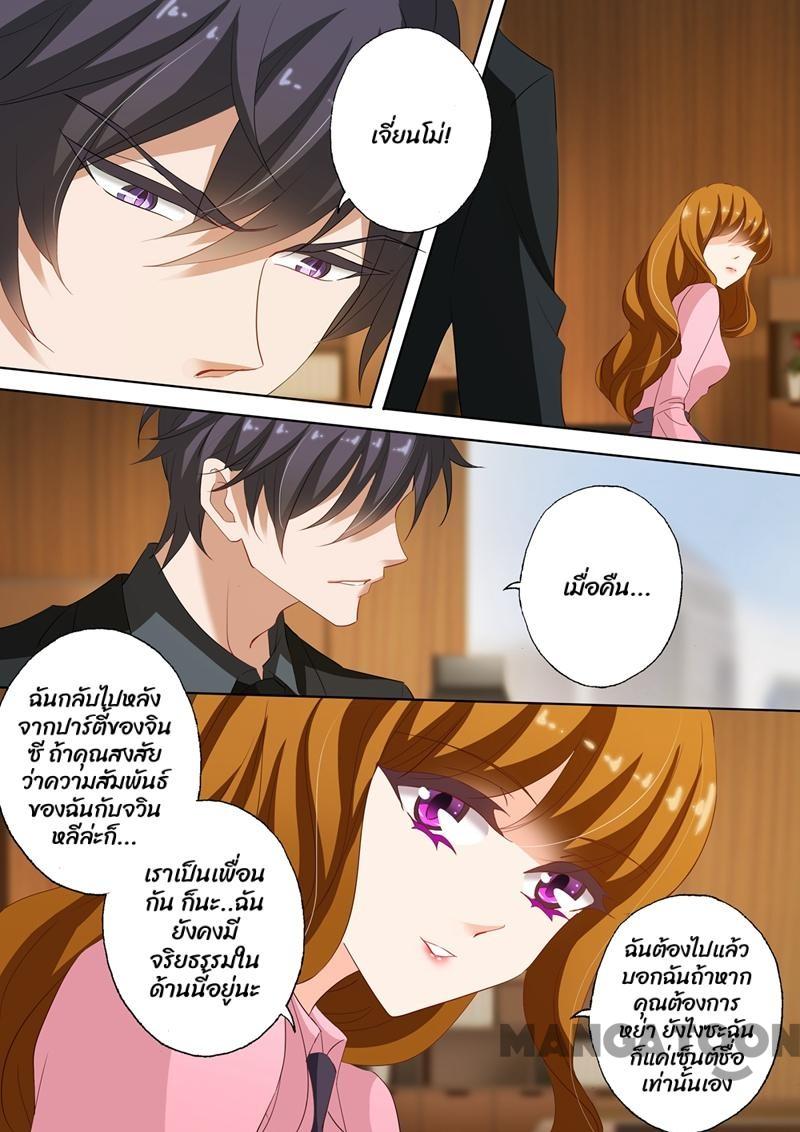 เจี่ยนโม่!
เมื่อคืน...
ฉันกลับไปหลัง
จากปาร์ตี้ของจิน
ซี ถ้าคุณสงสัย
ว่าความสัมพันธ์
ของฉันกับจวิน
หลีล่ะก็...
เราเป็นเพื่อน
กัน ก็นะ..ฉัน
ยังคงมี
จริยธรรมใน
ด้านนี้อยู่นะ
ฉันต้องไปแล้ว
บอกฉันถ้าหาก
คุณต้องการ
หย่า ยังไงซะฉัน
ก็แค่เซ็นต์ชื่อ
เท่านั้นเอง
MANGATOON